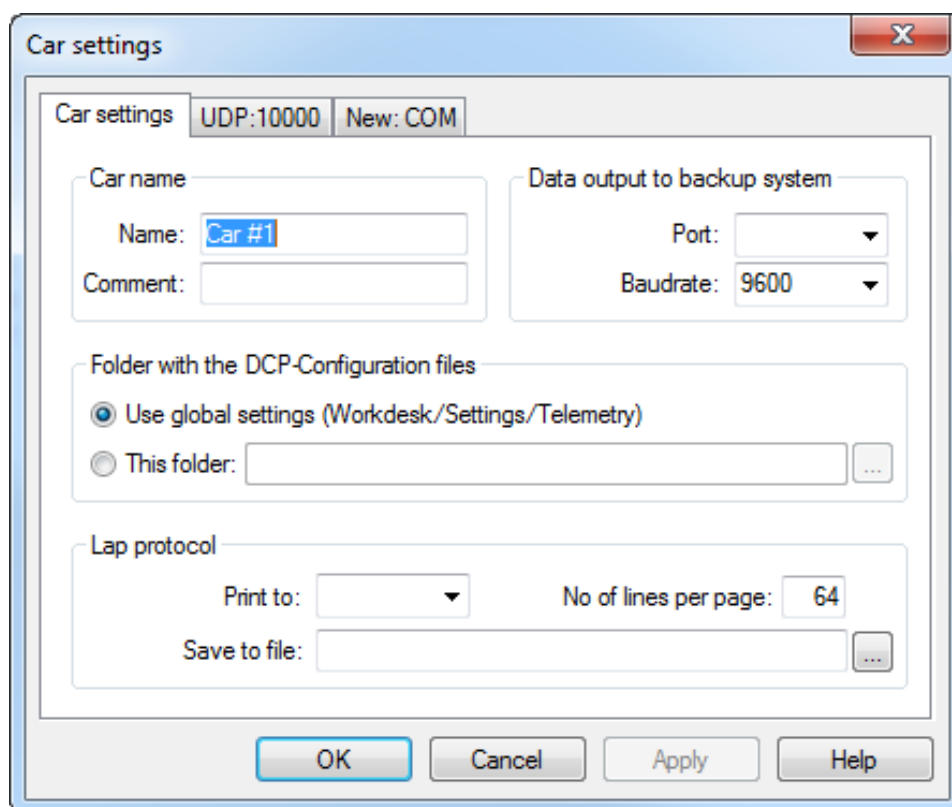 Car settings
Car settings UDP:10000 New: COM
Car name
Name: Car #1
Comment:
Data output to backup system
Port:
Baudrate: 9600
Folder with the DCP-Configuration files
Use global settings (Workdesk/Settings/Telemetry)
This folder: ...
Lap protocol
Print to: No of lines per page: 64
Save to file: ...
OK Cancel Apply Help